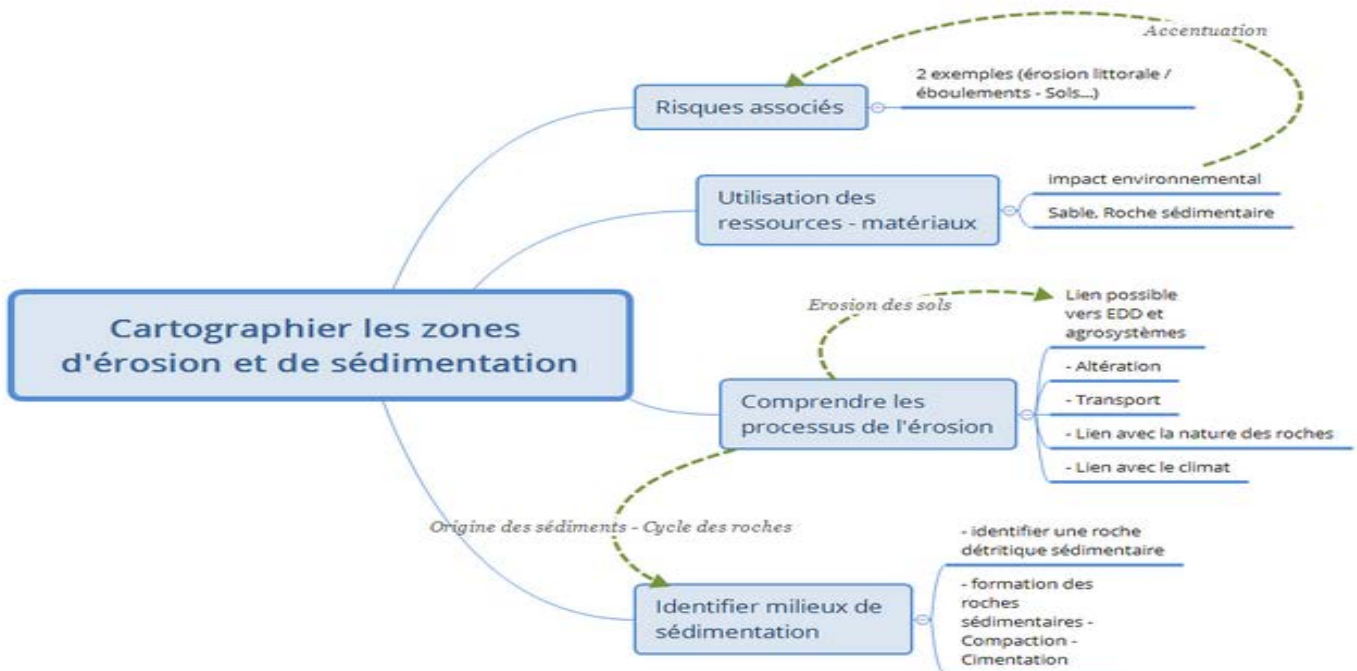 Accentuation
2 exemples (érosion littorale /
éboulements - Sols...)
Risques associés
impact environnemental
Utilisation des
ressources - matériaux
Sable, Roche sédimentaire
Cartographier les zones
d'érosion et de sédimentation
Erosion des sols
Lien possible
vers EDD et
agrosystèmes
- Altération
- Transport
Comprendre les
processus de l'érosion
- Lien avec la nature des roches
- Lien avec le climat
Origine des sédiments - Cycle des roches
- identifier une roche
détritique sédimentaire
Identifier milieux de
sédimentation
- formation des
roches
sédimentaires -
Compaction -
Cimentation